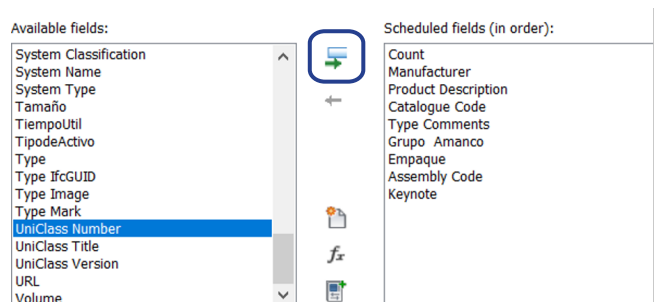 Available fields:
System Classification
System Name
System Type
Tamaño
TiempoUtil
TipodeActivo
Type
Type IfcGUID
Type Image
Type Mark
UniClass Number
UniClass Title
UniClass Version
URL
Volume
fx
Scheduled fields (in order):
Count
Manufacturer
Product Description
Catalogue Code
Type Comments
Grupo  Amanco
Empaque
Assembly Code
Keynote